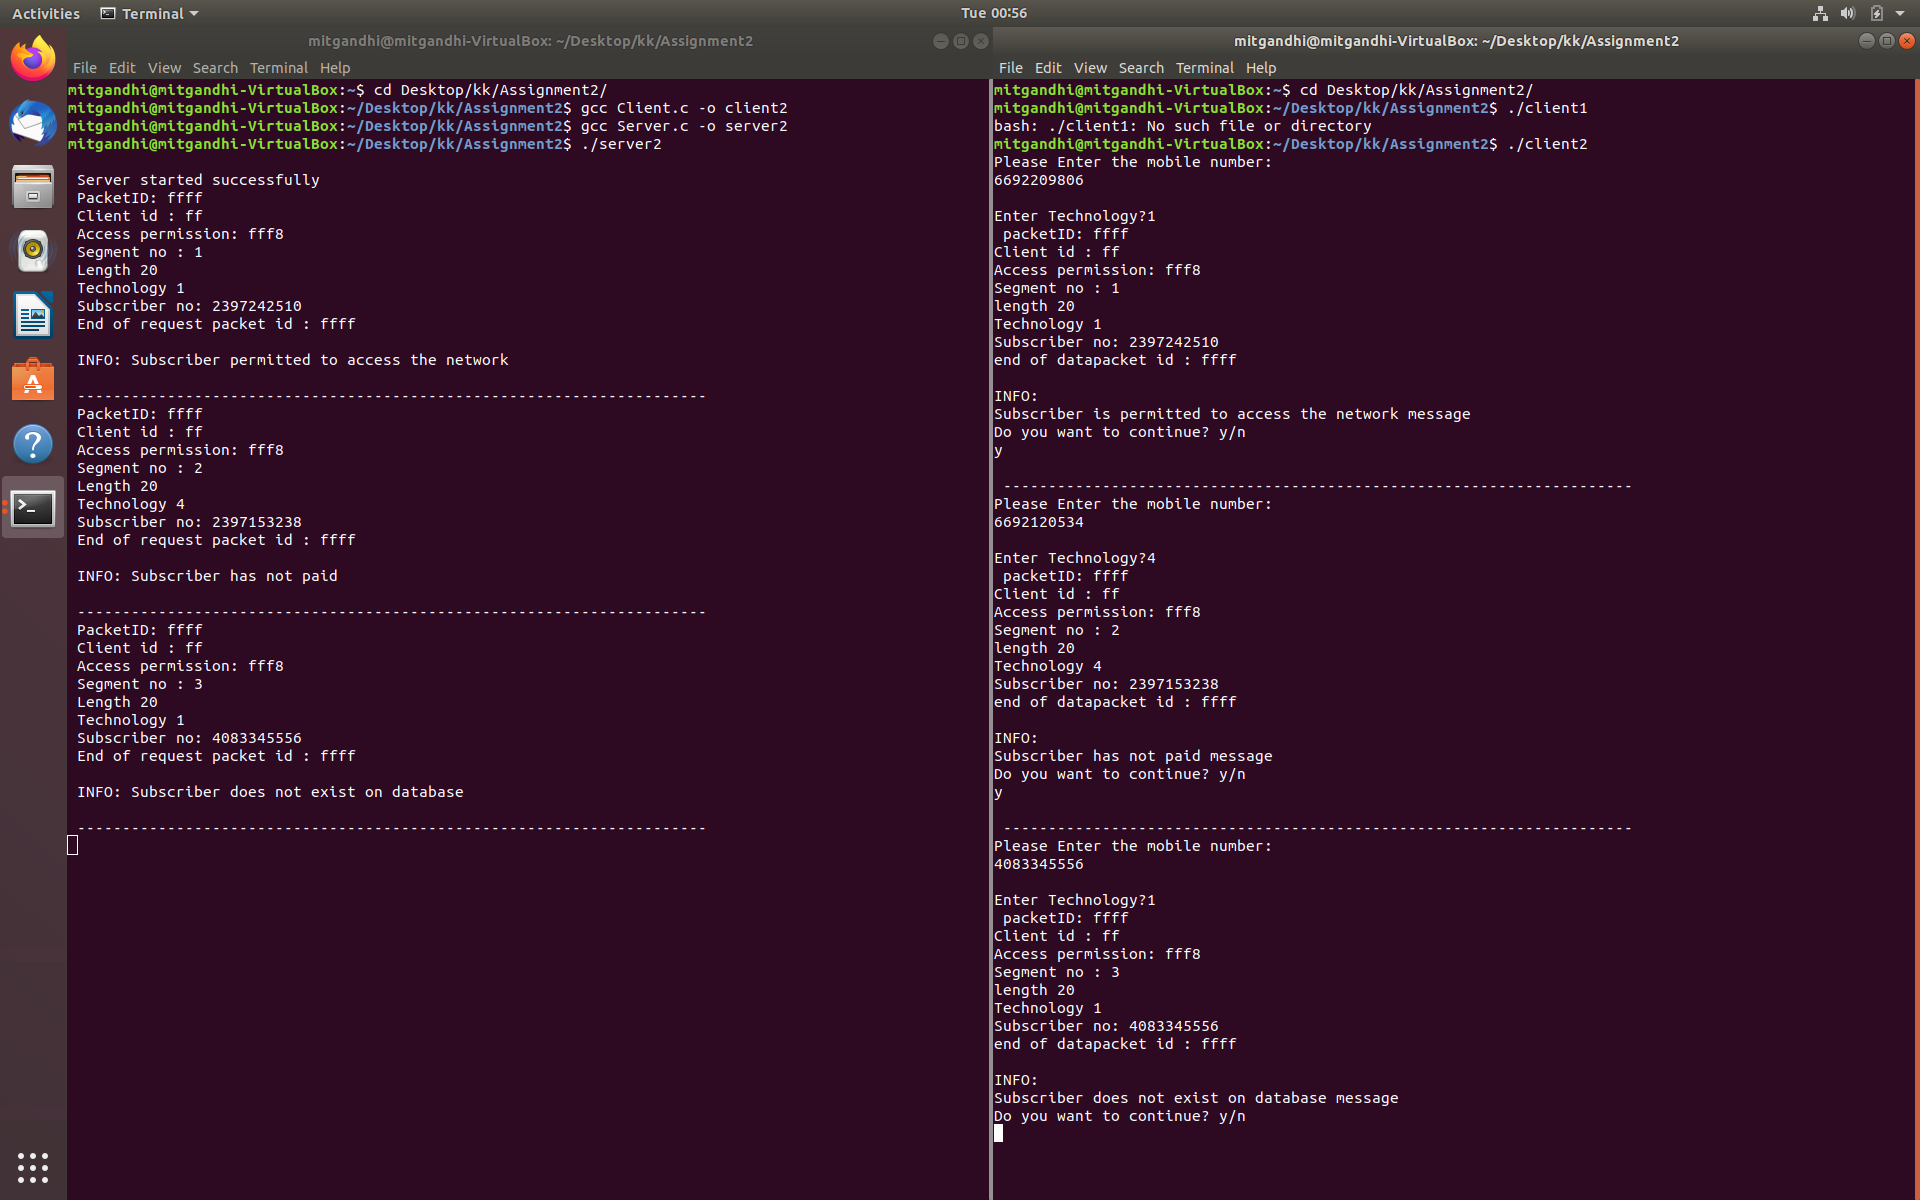 Activities
Terminal
Tue 00:56
mitgandhi@mitgandhi-VirtualBox: ~/Desktop/kk/Assignment2
File Edit View Search Terminal Help
mitgandhi@mitgandhi-VirtualBox:~$ cd Desktop/kk/Assignment2/
mitgandhi@mitgandhi-VirtualBox:~/Desktop/kk/Assignment2$ gcc Client.c -o client2
mitgandhi@mitgandhi-VirtualBox:~/Desktop/kk/Assignment2$ gcc Server.c -o server2
mitgandhi@mitgandhi-VirtualBox:~/Desktop/kk/Assignment2$ ./server2
Server started successfully
PacketID: ffff
Client id : ff
Access permission: fff8
Segment no : 1
Length 20
Technology 1
Subscriber no: 2397242510
End of request packet id : ffff
INFO: Subscriber permitted to access the network
----------------------------------------------------------------------
PacketID: ffff
Client id : ff
Access permission: fff8
Segment no : 2
Length 20
Technology 4
Subscriber no: 2397153238
End of request packet id : ffff
INFO: Subscriber has not paid
----------------------------------------------------------------------
PacketID: ffff
Client id : ff
Access permission: fff8
Segment no : 3
Length 20
Technology 1
Subscriber no: 4083345556
End of request packet id : ffff
INFO: Subscriber does not exist on database
----------------------------------------------------------------------
mitgandhi@mitgandhi-VirtualBox: ~/Desktop/kk/Assignment2
File Edit View Search Terminal Help
mitgandhi@mitgandhi-VirtualBox:~$ cd Desktop/kk/Assignment2/
mitgandhi@mitgandhi-VirtualBox:~/Desktop/kk/Assignment2$ ./client1
bash: ./client1: No such file or directory
mitgandhi@mitgandhi-VirtualBox:~/Desktop/kk/Assignment2$ ./client2
Please Enter the mobile number:
6692209806
Enter Technology?1
packetID: ffff
Client id : ff
Access permission: fff8
Segment no : 1
length 20
Technology 1
Subscriber no: 2397242510
end of datapacket id : ffff
INFO:
Subscriber is permitted to access the network message
Do you want to continue? y/n
y
----------------------------------------------------------------------
Please Enter the mobile number:
6692120534
Enter Technology?4
packetID: ffff
Client id : ff
Access permission: fff8
Segment no : 2
length 20
Technology 4
Subscriber no: 2397153238
end of datapacket id : ffff
INFO:
Subscriber has not paid message
Do you want to continue? y/n
y
----------------------------------------------------------------------
Please Enter the mobile number:
4083345556
Enter Technology?1
packetID: ffff
Client id : ff
Access permission: fff8
Segment no : 3
length 20
Technology 1
Subscriber no: 4083345556
end of datapacket id : ffff
INFO:
Subscriber does not exist on database message
Do you want to continue? y/n